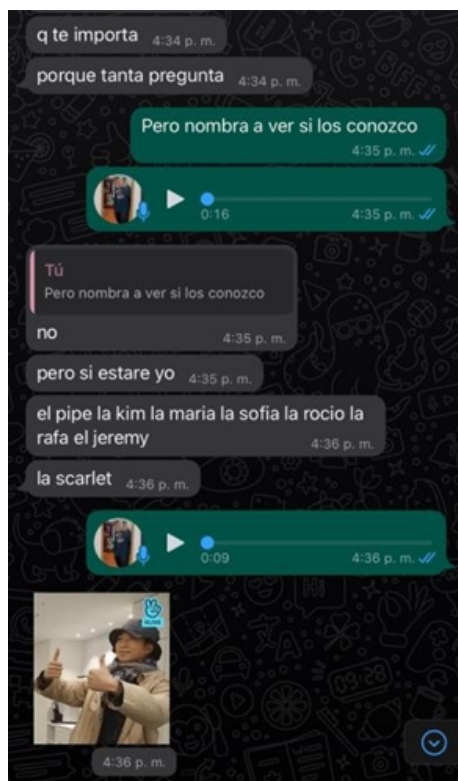 q te importa 4:34 p. m.
porque tanta pregunta 4:34 p. m.
Pero nombra a ver si los conozco
4:35 p. m.
0:16 4:35 p. m.
Tú
Pero nombra a ver si los conozco
no 4:35 p. m.
pero si estare yo 4:35 p. m.
el pipe la kim la maria la sofia la rocio la
rafa el jeremy 4:36 p. m.
la scarlet 4:36 p. m.
0:09 4:36 p. m.
4:36 p. m.